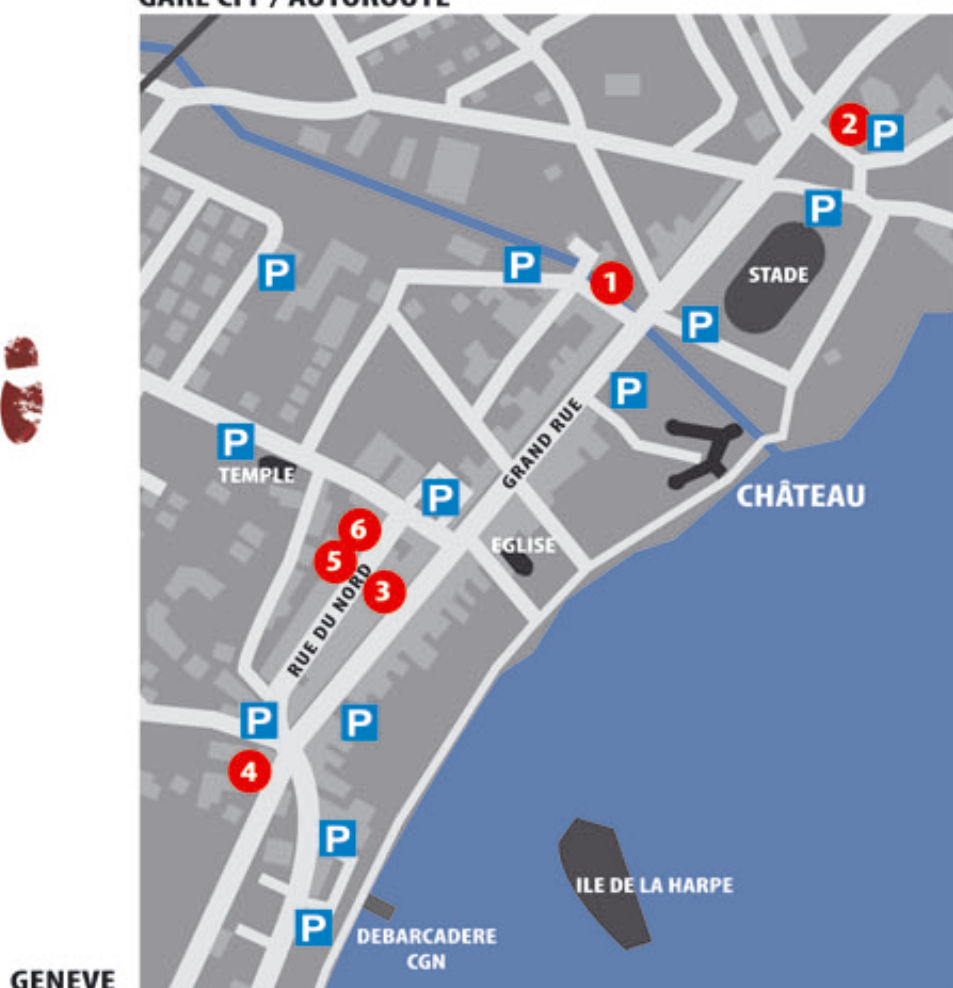 GARE CFF / AUTOROUTE
2
P
P
P
1
STADE
P
P
P
GRAND RUE
P
TEMPLE
P
CHÂTEAU
6
EGLISE
5
3
RUE DU NORD
P
P
4
P
ILE DE LA HARPE
P
DEBARCADERE
CGN
GENEVE